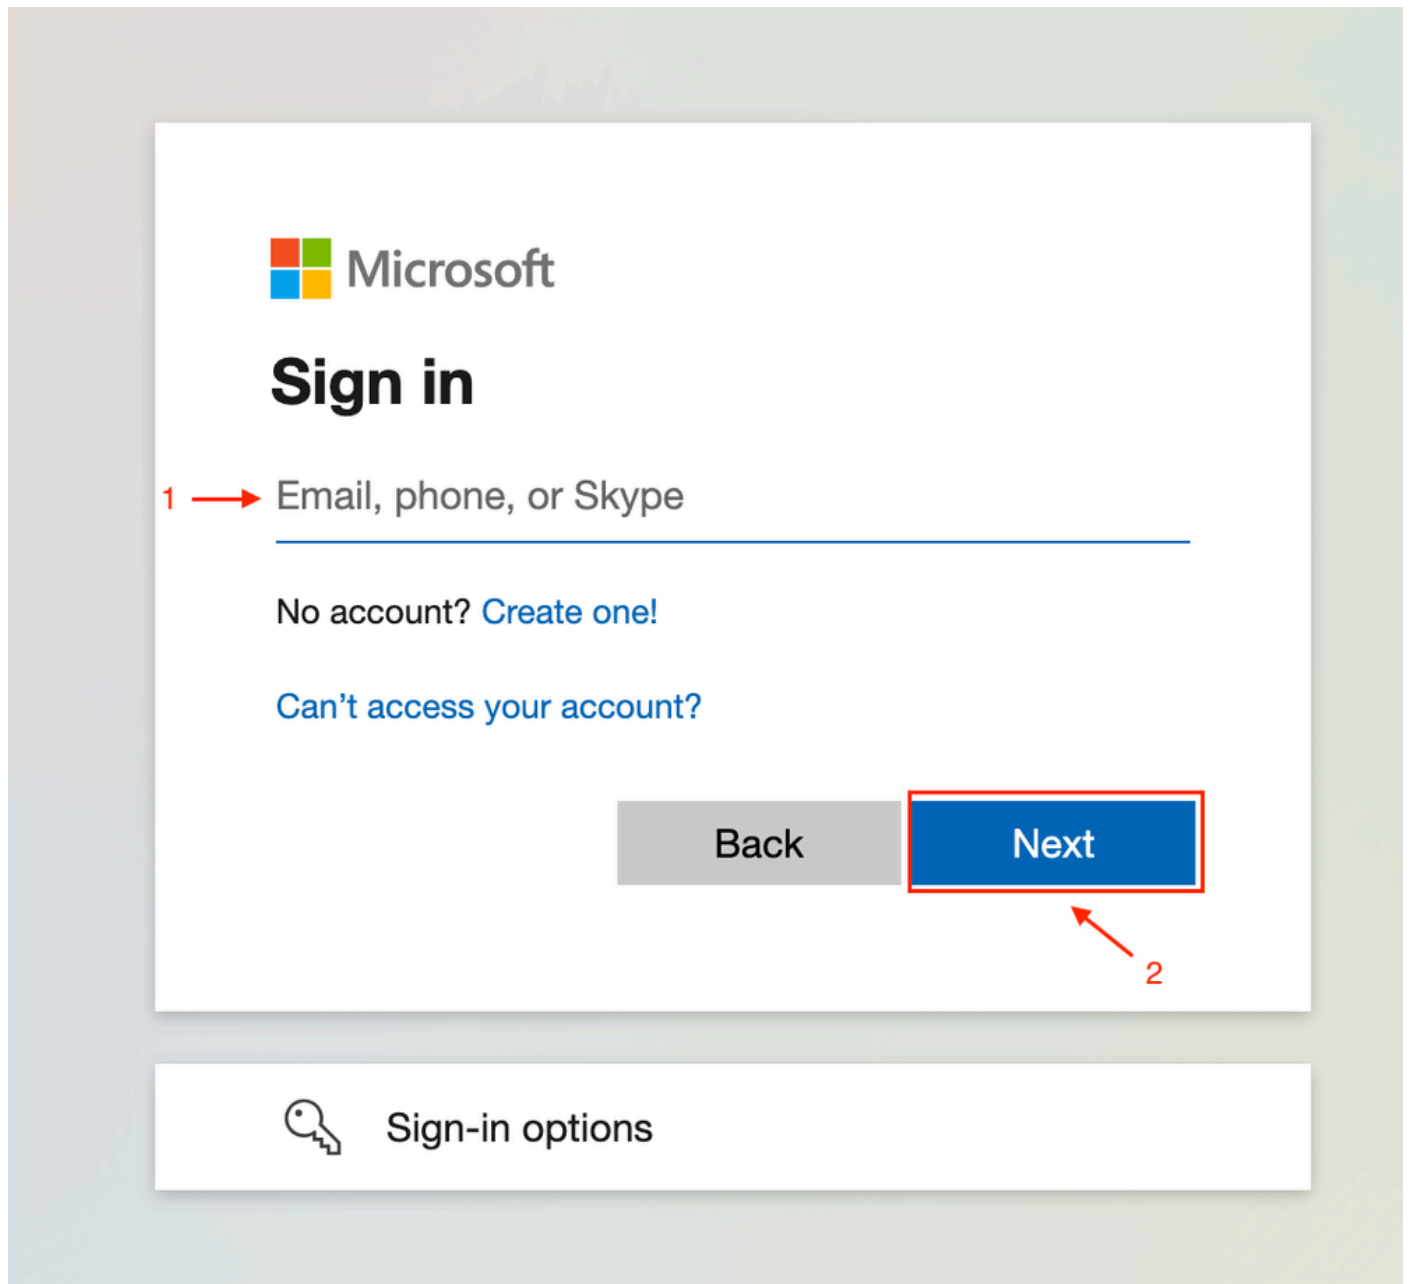 Microsoft
Sign in
1
Email, phone, or Skype
No account? Create one!
Can’t access your account?
Back
Next
2
Sign-in options